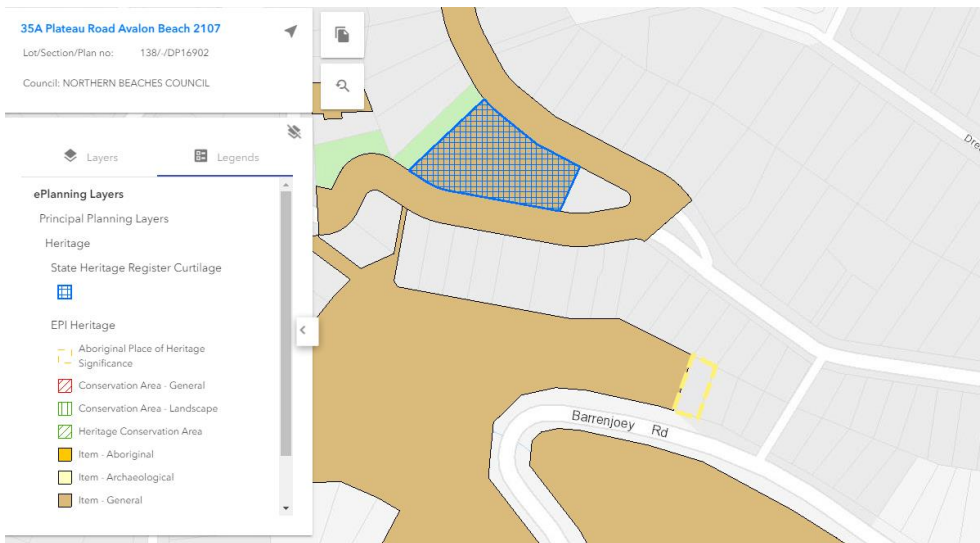 35A Plateau Road Avalon Beach 2107
Lot/Section/Plan no: 138/-/DP16902
Council: NORTHERN BEACHES COUNCIL
Layers
Legends
ePlanning Layers
Principal Planning Layers
Heritage
State Heritage Register Curtilage
EPI Heritage
Aboriginal Place of Heritage
Significance
Conservation Area - General
Conservation Area - Landscape
Heritage Conservation Area
Item - Aboriginal
Item - Archaeological
Item - General
Barrenjoey Rd
Dre